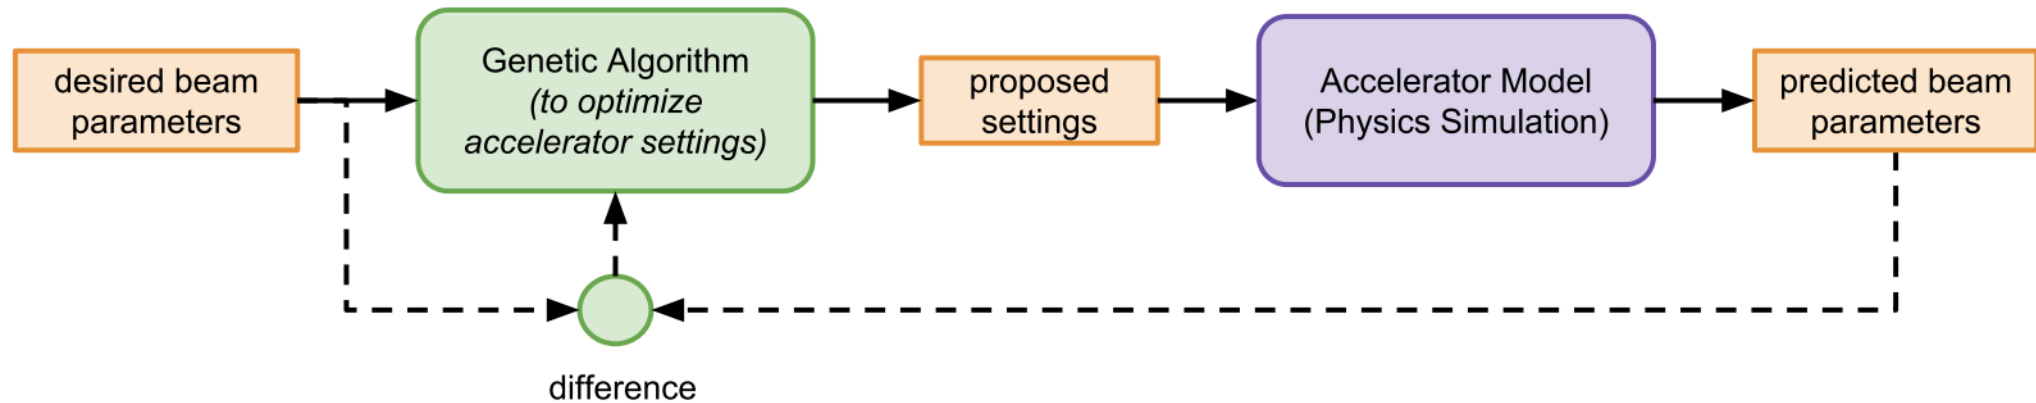 desired beam
parameters
Genetic Algorithm
(to optimize
accelerator settings)
proposed
settings
Accelerator Model
(Physics Simulation)
predicted beam
parameters
difference